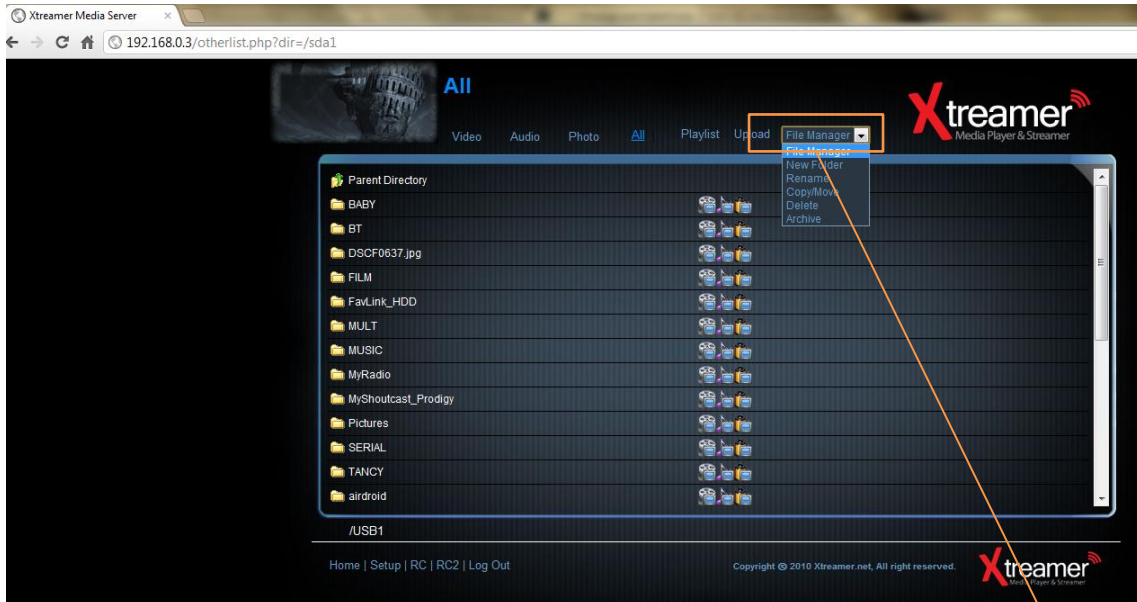 Xtreamer Media Server
192.168.0.3/otherlist.php?dir=/sda1
All
Xtreamer
Media Player & Streamer
Video Audio Photo All Playlist Upload File Manager
File Manager
New Folder
Rename
Copy/Move
Delete
Archive
Parent Directory
BABY
BT
DSCF0637.jpg
FILM
FavLink_HDD
MULT
MUSIC
MyRadio
MyShoutcast_Prodigy
Pictures
SERIAL
TANCY
airdroid
/USB1
Home | Setup | RC | RC2 | Log Out
Copyright © 2010 Xtreamer.net, All right reserved.
Xtreamer
Media Player & Streamer